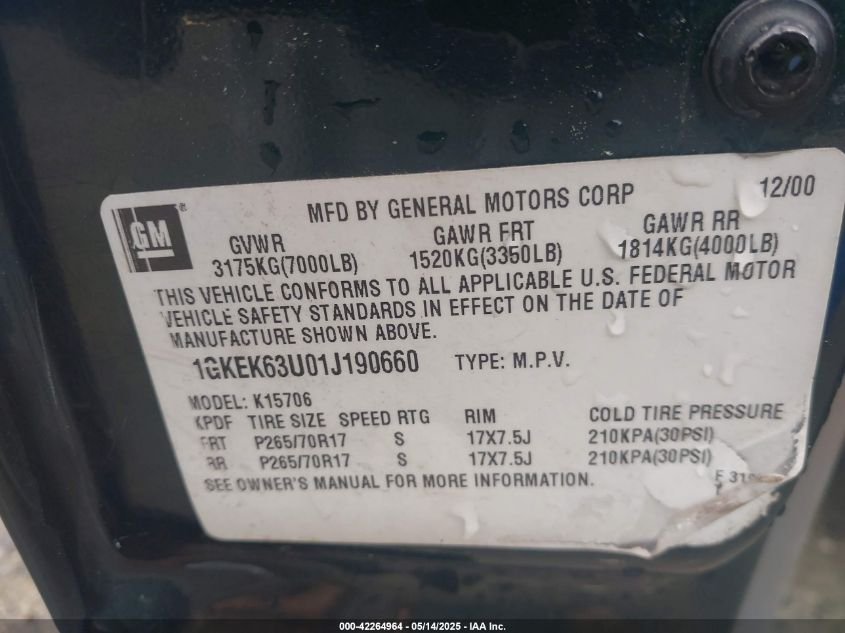 MFD BY GENERAL MOTORS CORP 12/00
GM ®
GVWR GAWR FRT GAWR RR
3175KG(7000LB) 1520KG(3350LB) 1814KG(4000LB)
THIS VEHICLE CONFORMS TO ALL APPLICABLE U.S. FEDERAL MOTOR
VEHICLE SAFETY STANDARDS IN EFFECT ON THE DATE OF
MANUFACTURE SHOWN ABOVE.
1GKEK63U01J190660 TYPE: M.P.V.
MODEL: K15706
KPDF TIRE SIZE SPEED RTG RIM COLD TIRE PRESSURE
FRT P265/70R17 S 17X7.5J 210KPA(30PSI)
RR P265/70R17 S 17X7.5J 210KPA(30PSI)
SEE OWNER'S MANUAL FOR MORE INFORMATION.
000-42264964 - 05/14/2025 - IAA Inc.